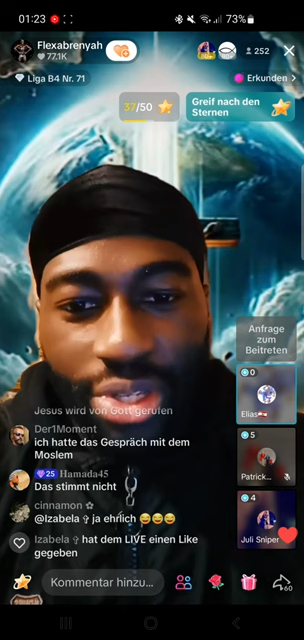 01:23
73%
Flexabrenyah
77.1K
252
Liga B4 Nr. 71
Erkunden >
37/50
Greif nach den
Sternen
Anfrage
zum
Beitreten
0
Elias
5
Patrick...
4
Juli Sniper
Jesus wird von Gott gerufen
Der1Moment
ich hatte das Gespräch mit dem
Moslem
25 Hamada45
Das stimmt nicht
cinnamon ✿
@Izabela ✞ ja ehrlich 😂😂😂
Izabela ✞ hat dem LIVE einen Like
gegeben
Kommentar hinzu...
60